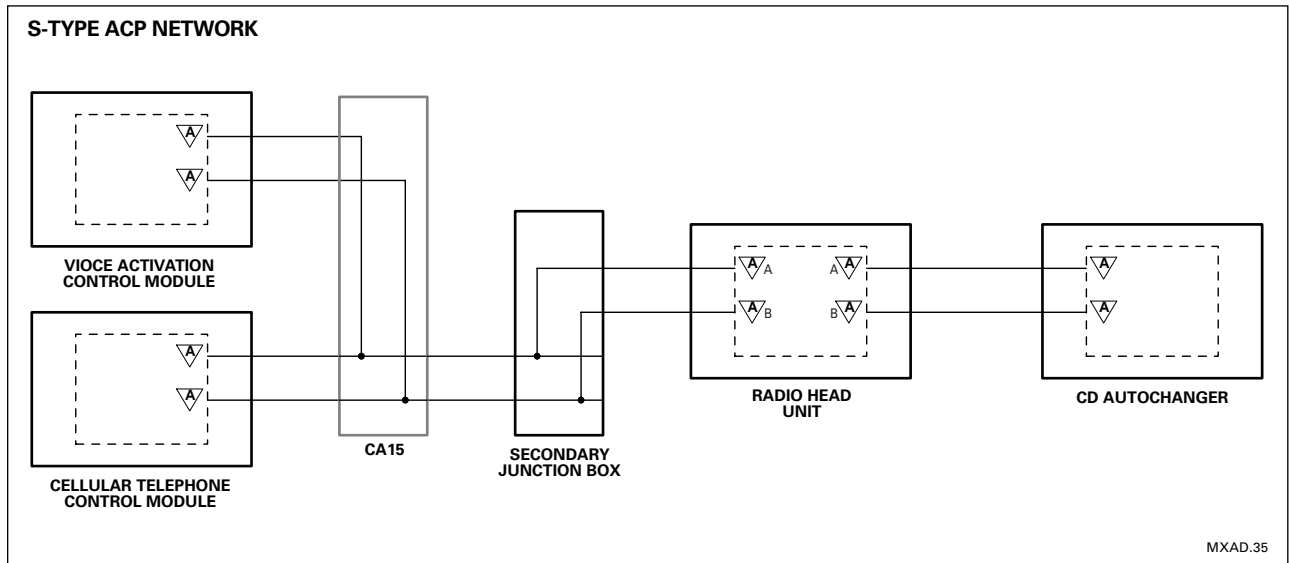 S-TYPE ACP NETWORK
A
A
VIOCE ACTIVATION
CONTROL MODULE
A
A
CELLULAR TELEPHONE
CONTROL MODULE
CA15
SECONDARY
JUNCTION BOX
A A A A
A B B A
RADIO HEAD
UNIT
A
A
CD AUTOCHANGER
MXAD.35